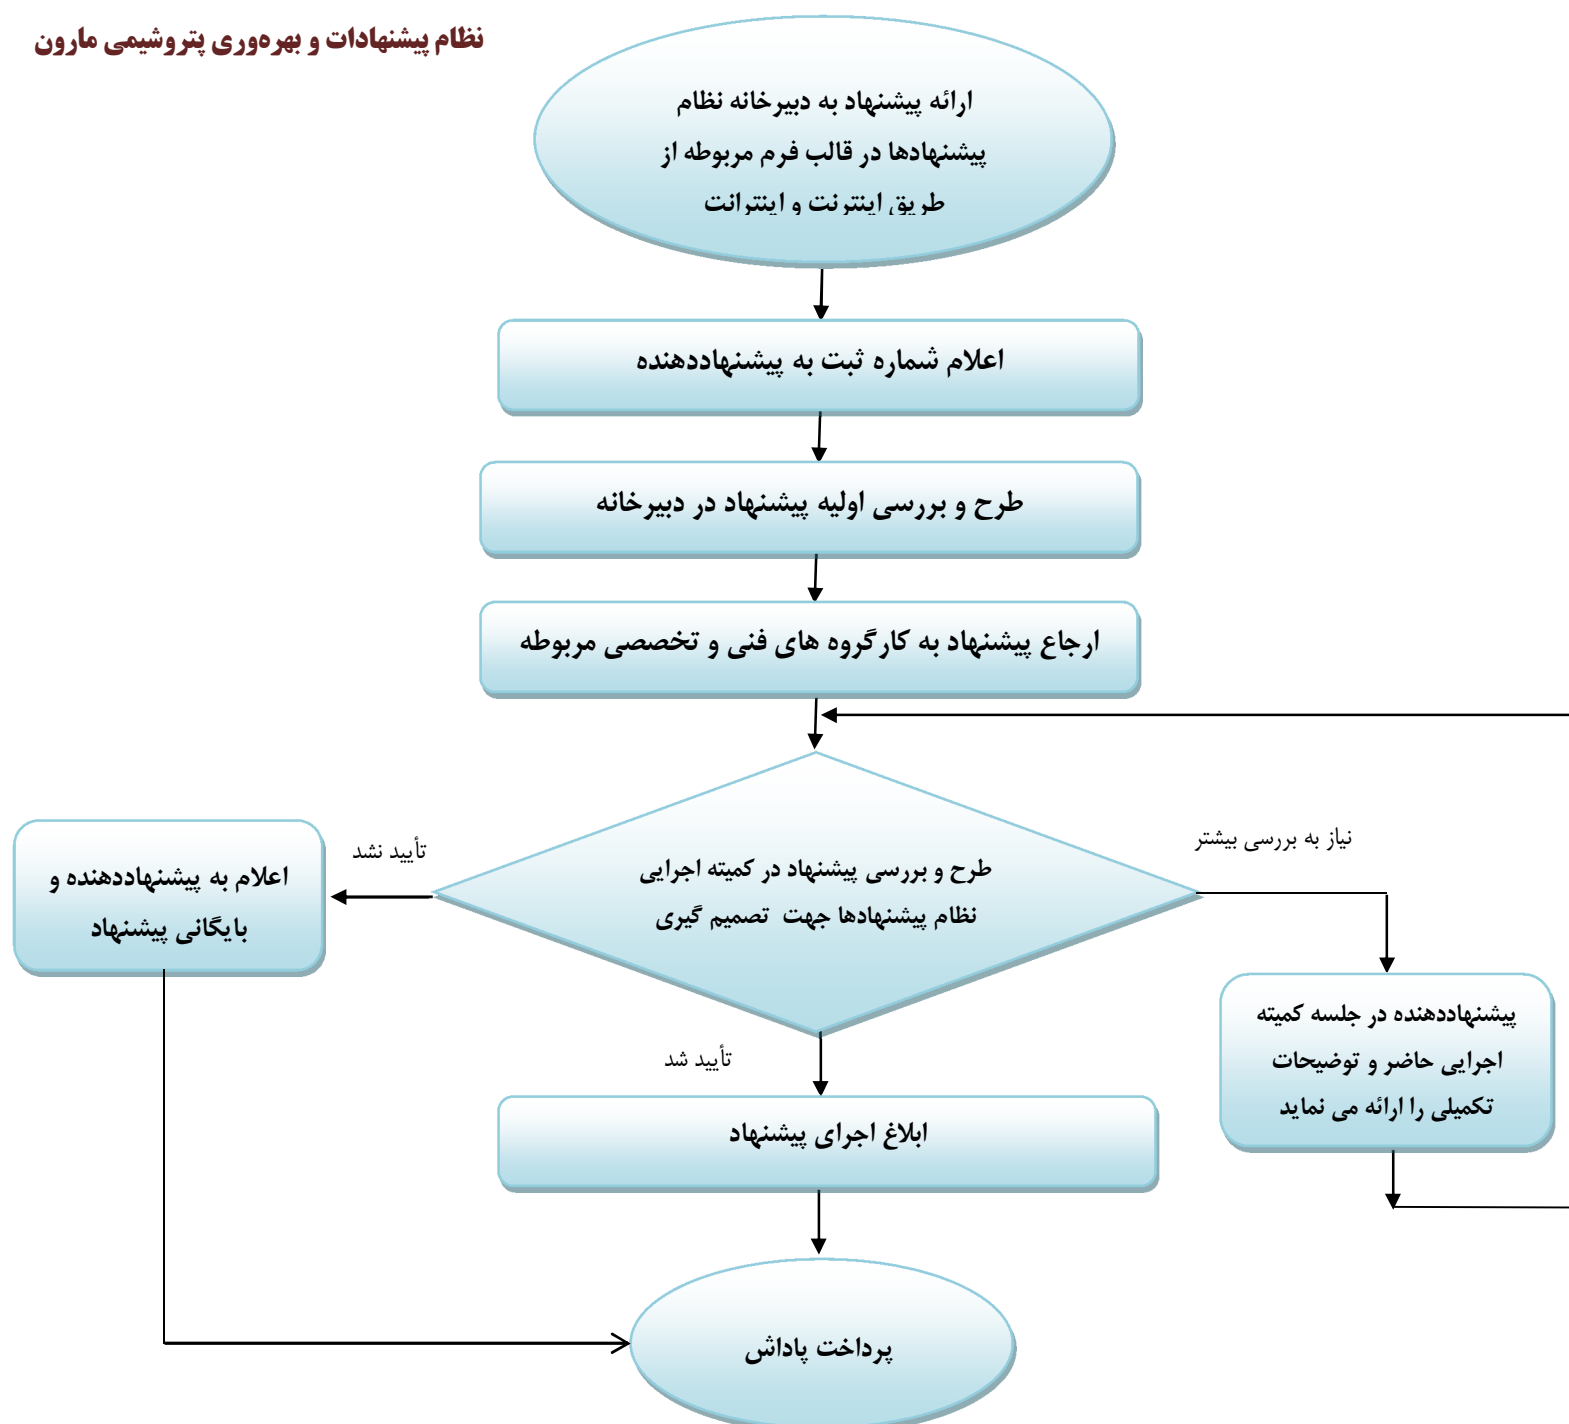 نظام پیشنهادات و بهره‌وری پتروشیمی مارون
ارائه پیشنهاد به دبیرخانه نظام
پیشنهادها در قالب فرم مربوطه از
طریق اینترنت و اینترانت
اعلام شماره ثبت به پیشنهاددهنده
طرح و بررسی اولیه پیشنهاد در دبیرخانه
ارجاع پیشنهاد به کارگروه های فنی و تخصصی مربوطه
طرح و بررسی پیشنهاد در کمیته اجرایی
نظام پیشنهادها جهت تصمیم گیری
نیاز به بررسی بیشتر
تأیید نشد
اعلام به پیشنهاددهنده و
بایگانی پیشنهاد
پیشنهاددهنده در جلسه کمیته
اجرایی حاضر و توضیحات
تکمیلی را ارائه می نماید
تأیید شد
ابلاغ اجرای پیشنهاد
پرداخت پاداش